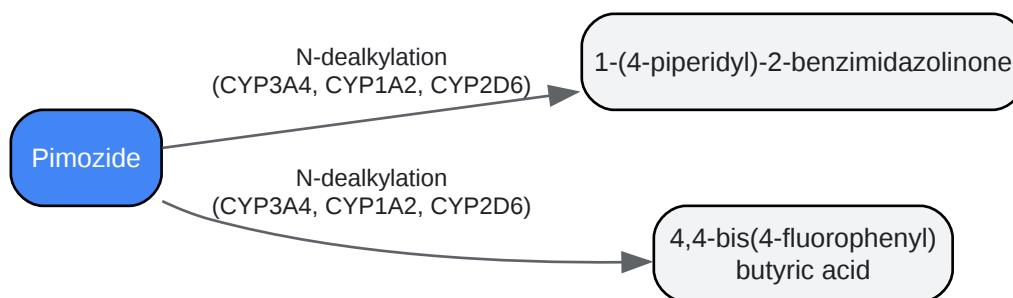 N-dealkylation
(CYP3A4, CYP1A2, CYP2D6)
1-(4-piperidyl)-2-benzimidazolinone
Pimozide
N-dealkylation
(CYP3A4, CYP1A2, CYP2D6)
4,4-bis(4-fluorophenyl)
butyric acid